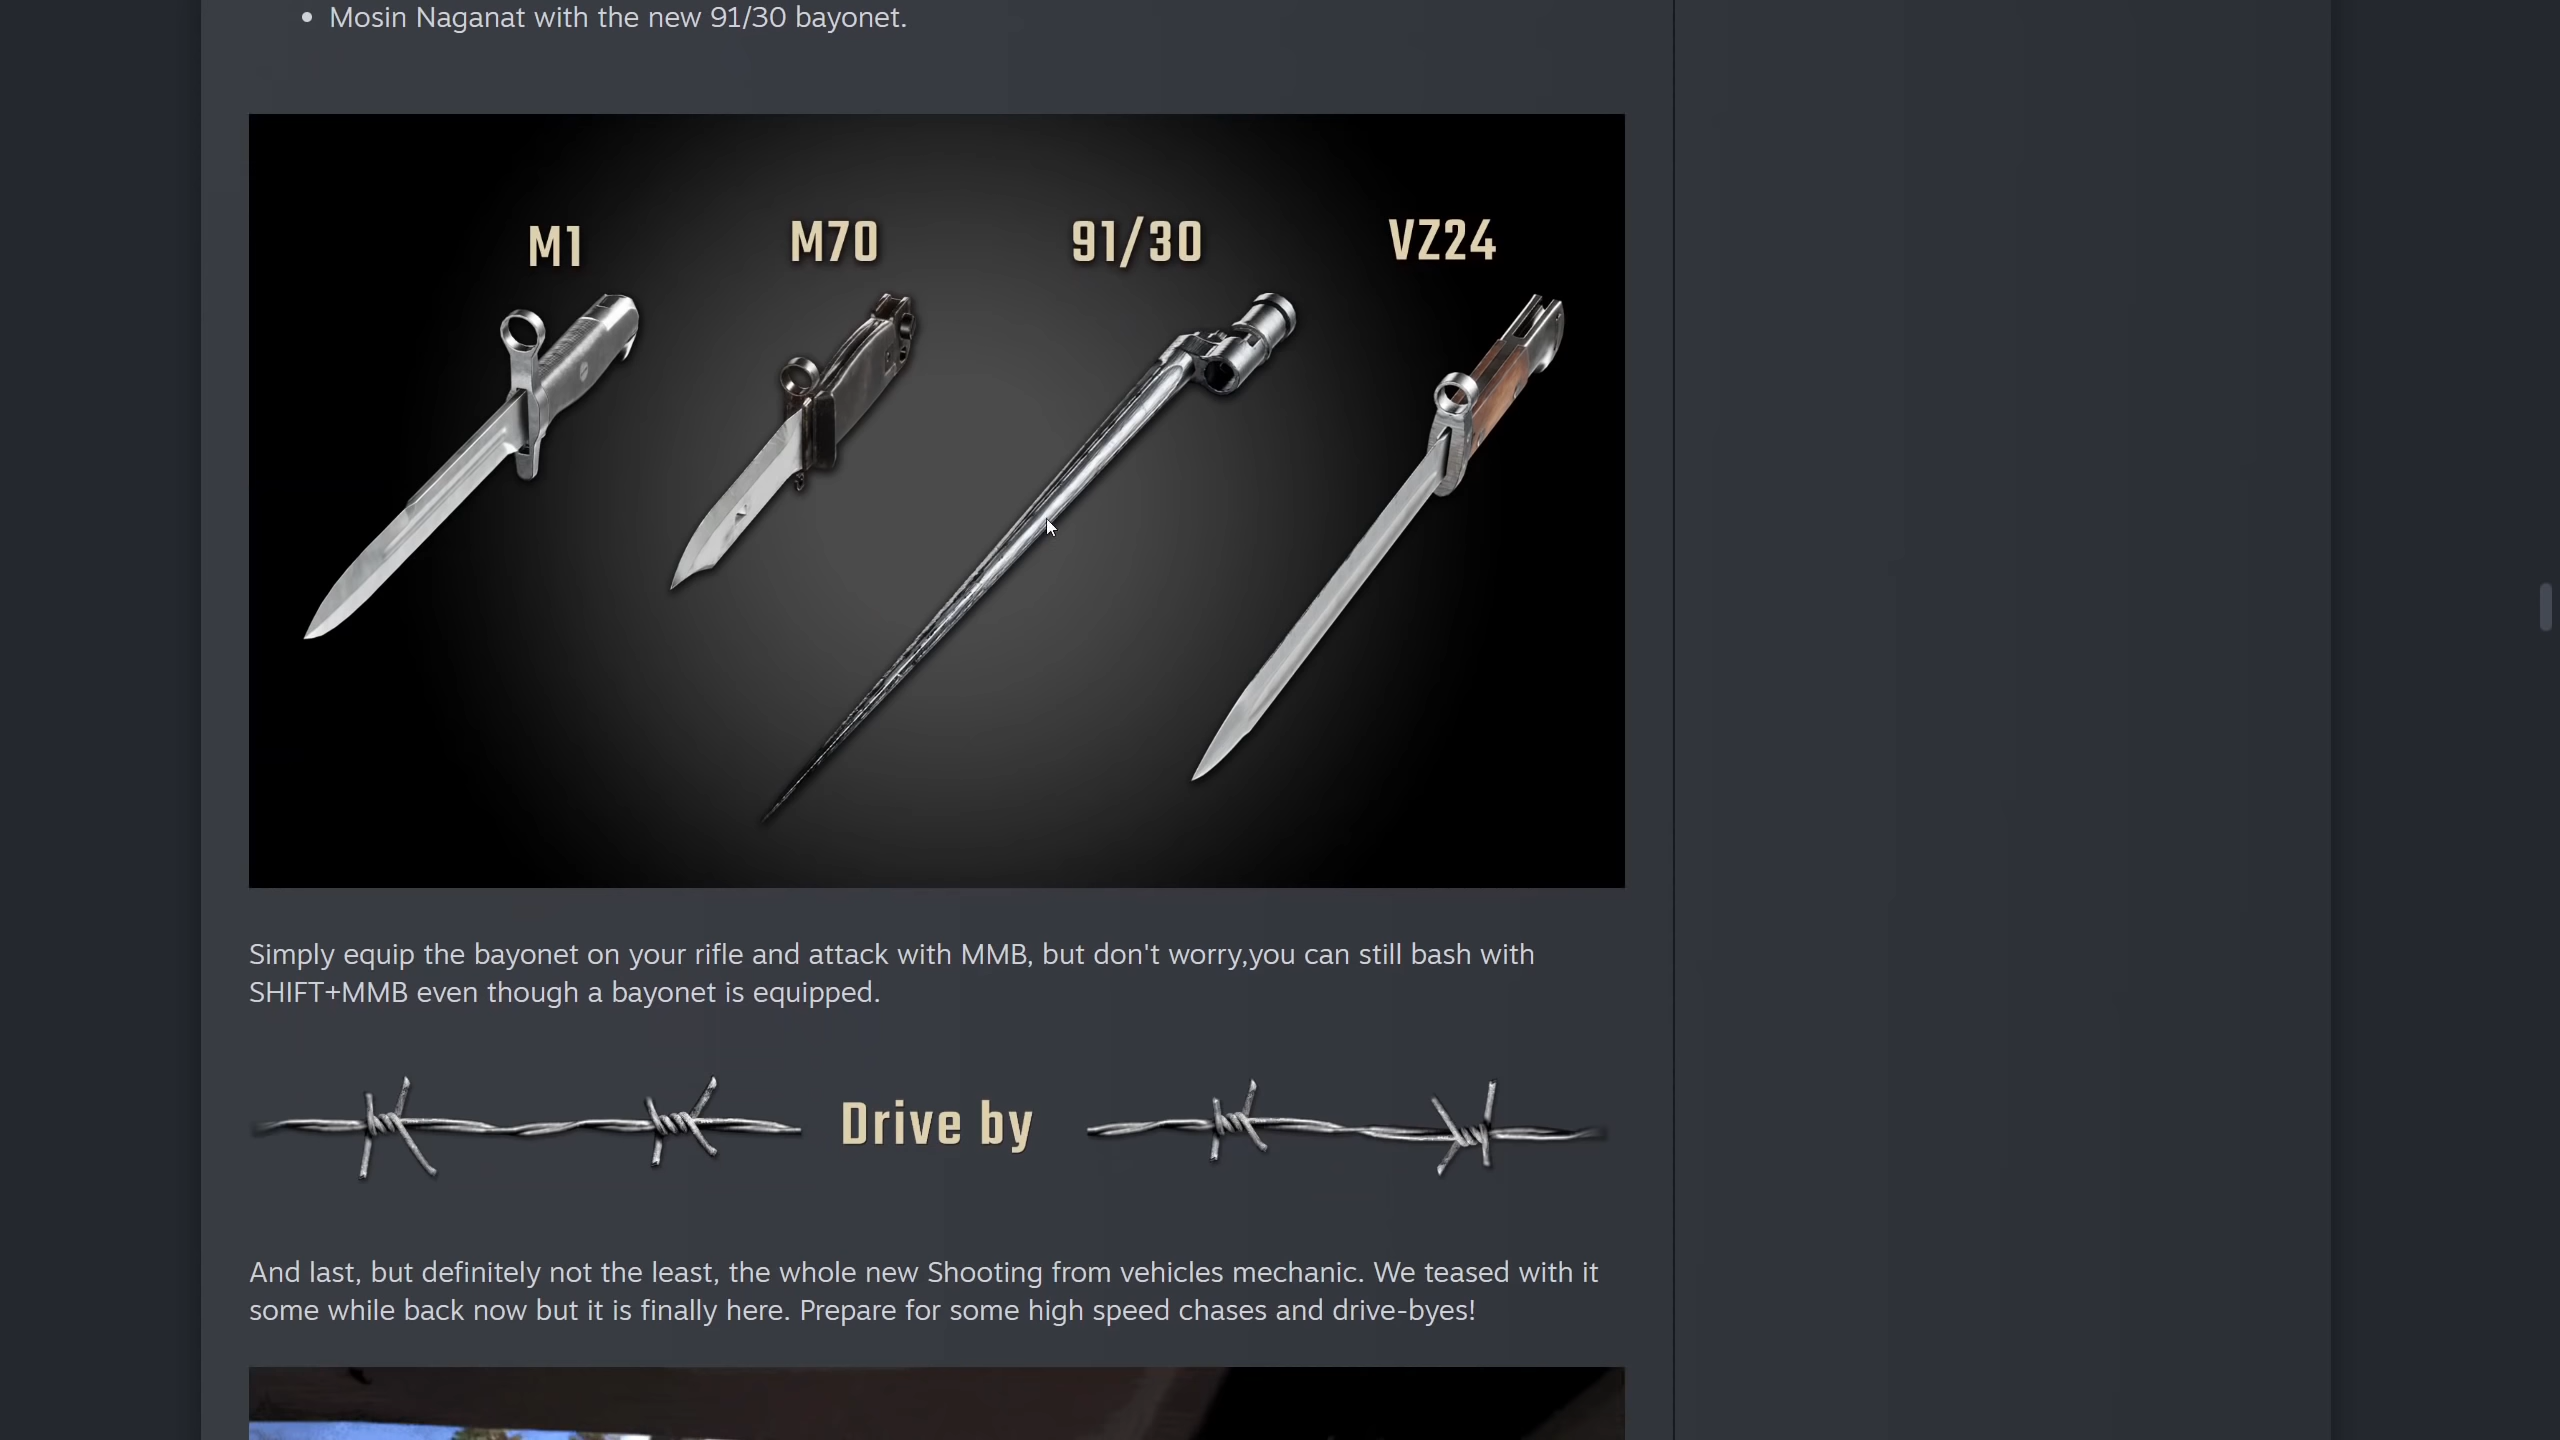 Mosin Naganat with the new 91/30 bayonet.
M1
M70
91/30
VZ24
Simply equip the bayonet on your rifle and attack with MMB, but don't worry,you can still bash with
SHIFT+MMB even though a bayonet is equipped.
Drive by
And last, but definitely not the least, the whole new Shooting from vehicles mechanic. We teased with it
some while back now but it is finally here. Prepare for some high speed chases and drive-byes!